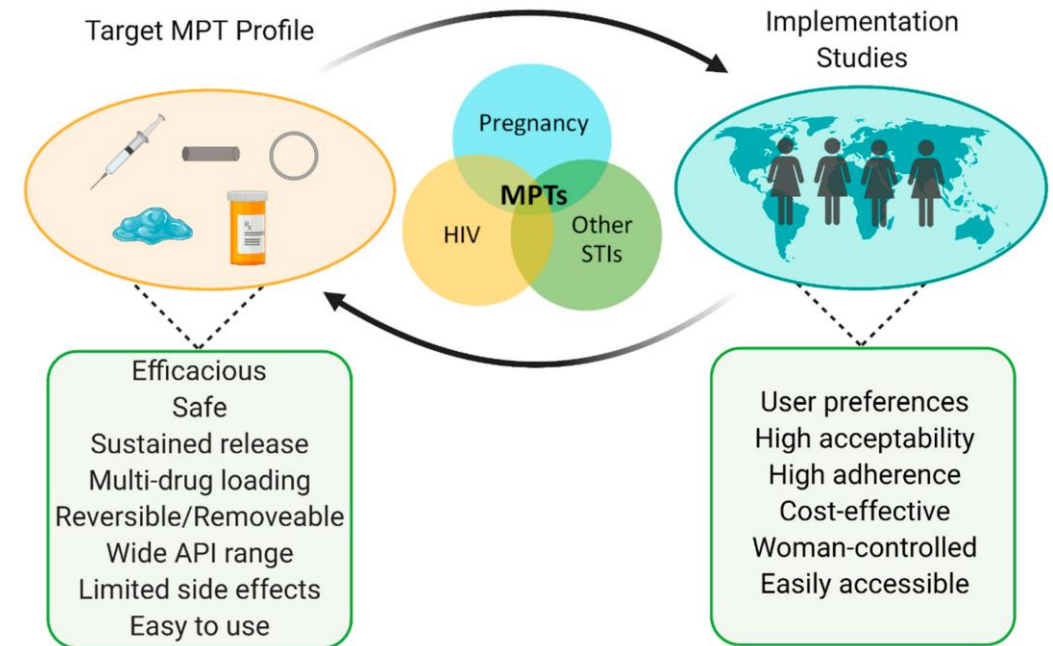 Target MPT Profile
Implementation
Studies
Pregnancy
MPTs
HIV
Other
STIs
Efficacious
Safe
Sustained release
Multi-drug loading
Reversible/Removeable
Wide API range
Limited side effects
Easy to use
User preferences
High acceptability
High adherence
Cost-effective
Woman-controlled
Easily accessible